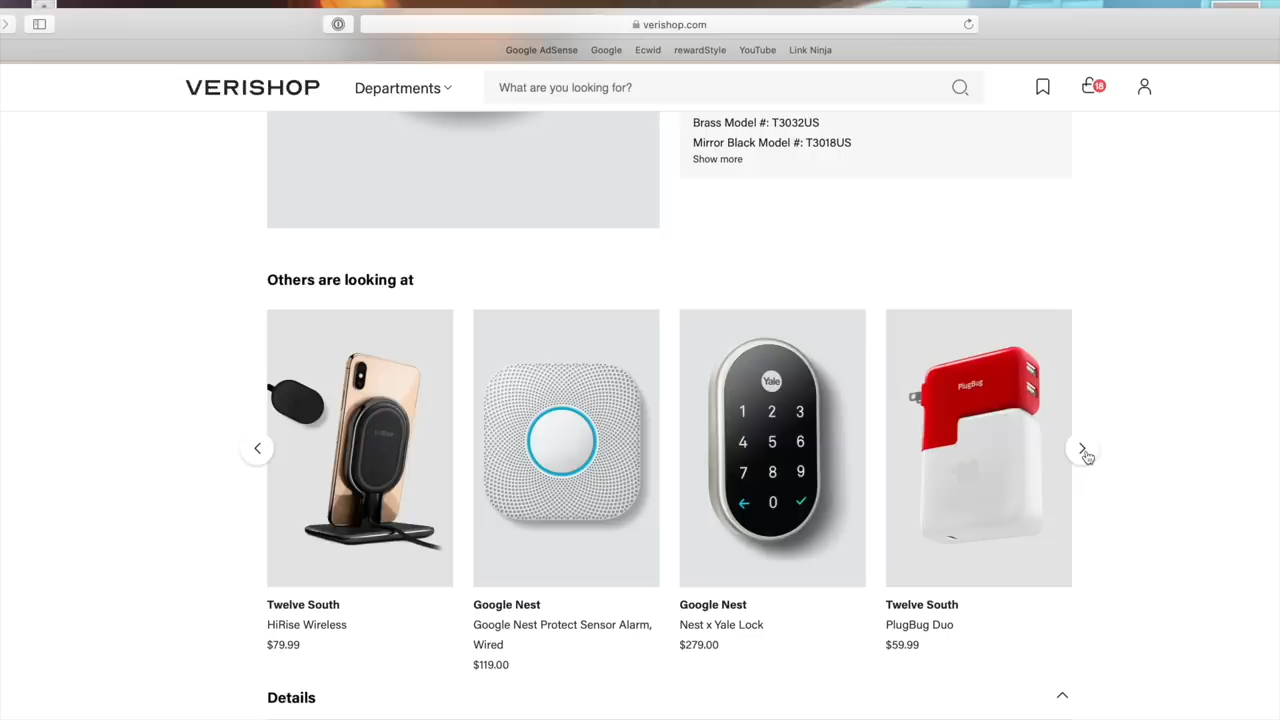 verishop.com
Google AdSense Google Ecwid rewardStyle YouTube Link Ninja
VERISHOP Departments What are you looking for? 18
Brass Model #: T3032US
Mirror Black Model #: T3018US
Show more
Others are looking at
Yale
1 2 3
4 5 6
7 8 9
0
PlugBug
Twelve South
HiRise Wireless
$79.99
Google Nest
Google Nest Protect Sensor Alarm,
Wired
$119.00
Google Nest
Nest x Yale Lock
$279.00
Twelve South
PlugBug Duo
$59.99
Details